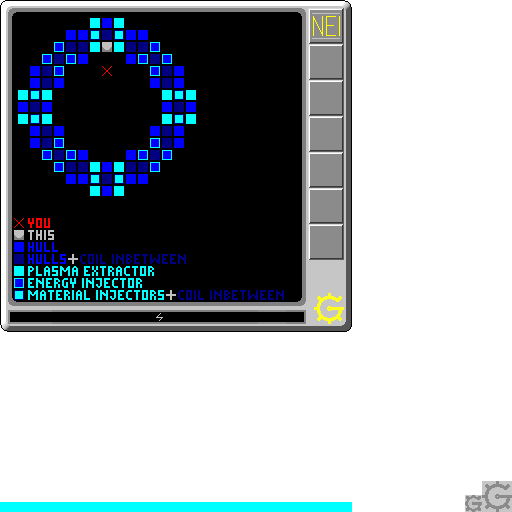 NEI
YOU
THIS
HULL
HULLS+COIL INBETWEEN
PLASMA EXTRACTOR
ENERGY INJECTOR
MATERIAL INJECTORS+COIL INBETWEEN
G
G
G